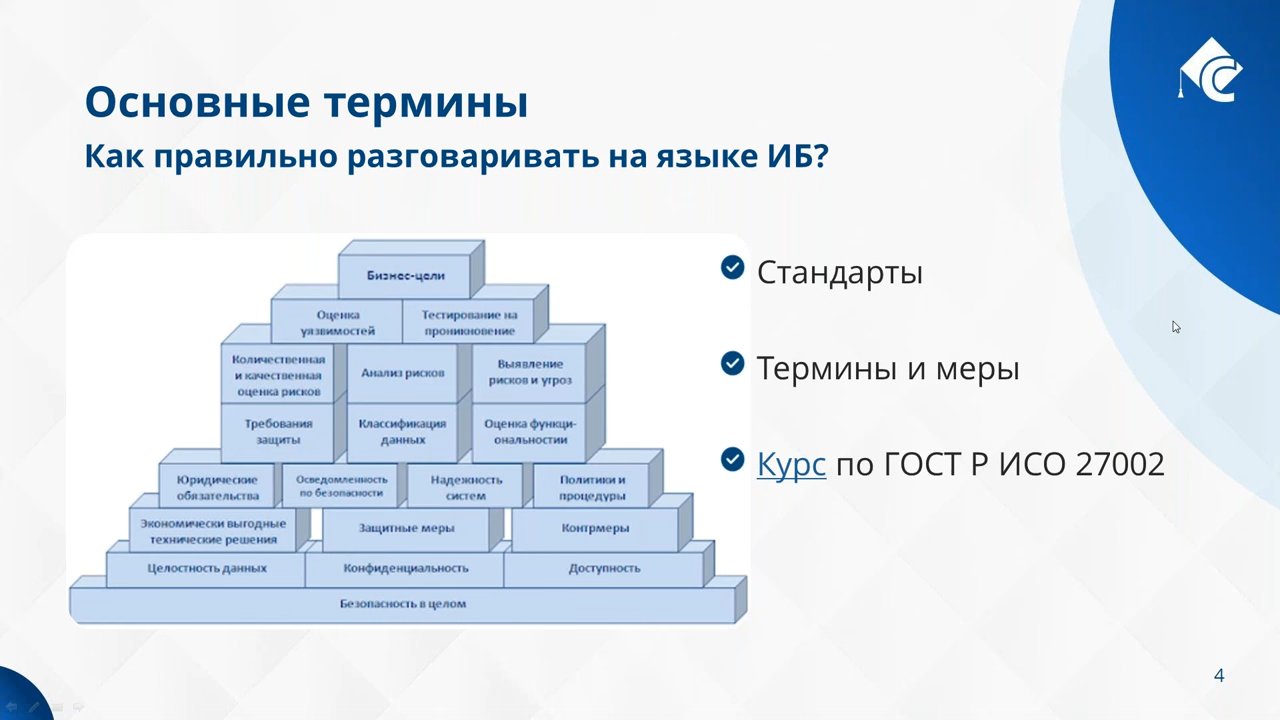 Основные термины
Как правильно разговаривать на языке ИБ?
Бизнес-цели
Оценка
уязвимостей
Тестирование на
проникновение
Количественная
и качественная
оценка рисков
Анализ рисков
Выявление
рисков и угроз
Требования
защиты
Классификация
данных
Оценка функци-
ональностии
Юридические
обязательства
Осведомленность
по безопасности
Надежность
систем
Политики и
процедуры
Экономически выгодные
технические решения
Защитные меры
Контрмеры
Целостность данных
Конфиденциальность
Доступность
Безопасность в целом
Стандарты
Термины и меры
Курс по ГОСТ Р ИСО 27002
4